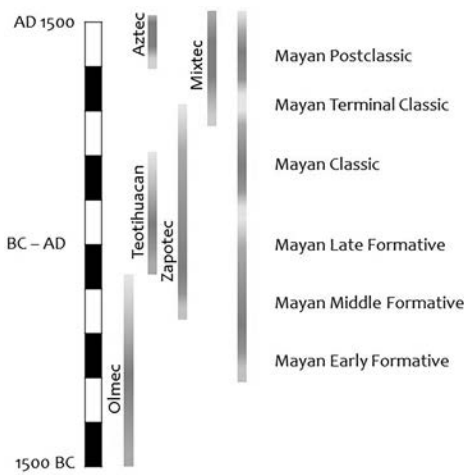 AD 1500
Aztec
Mixtec
Mayan Postclassic
Mayan Terminal Classic
Mayan Classic
Teotihuacan
Zapotec
BC – AD
Mayan Late Formative
Mayan Middle Formative
Mayan Early Formative
Olmec
1500 BC